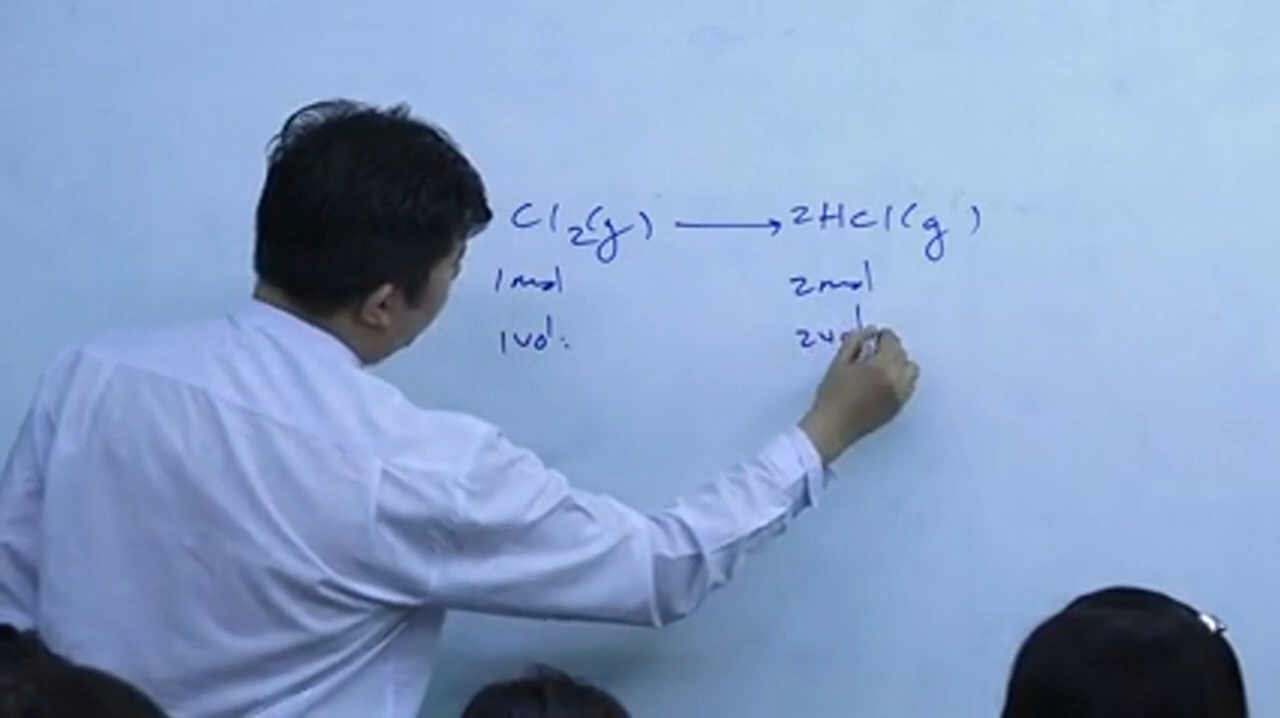 Cl₂(g) ⟶ 2HCl(g)
1mol 2mol
1vol. 2vol